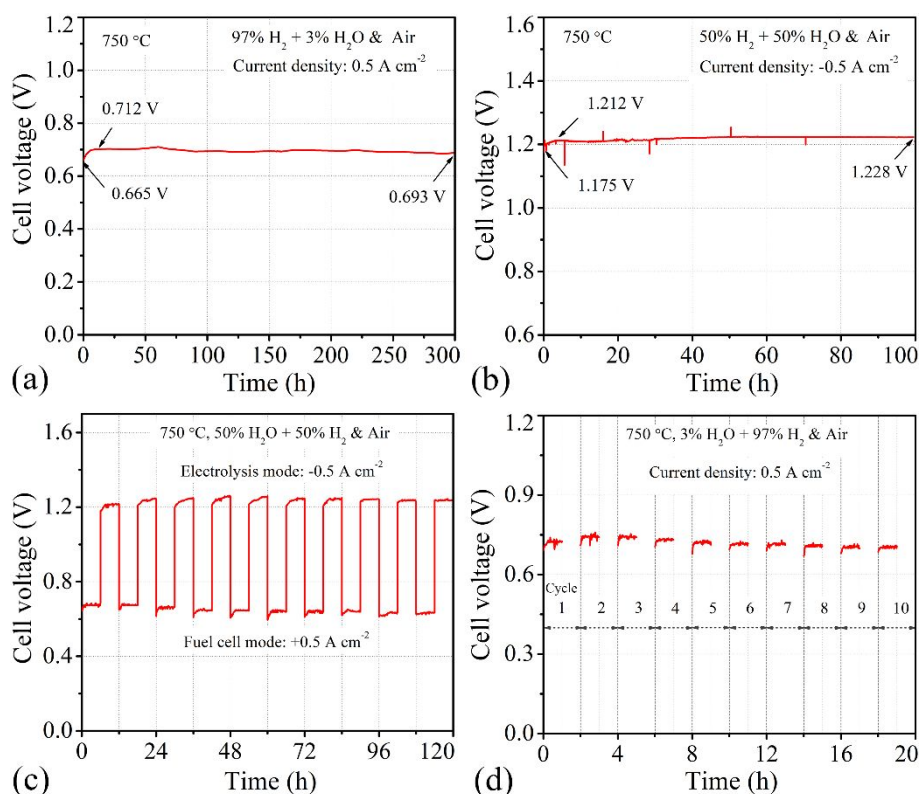 1.2
1.0
0.8
0.6
0.4
0.2
0.0
Cell voltage (V)
750 °C
97% H₂ + 3% H₂O & Air
Current density: 0.5 A cm⁻²
0.712 V
0.665 V
0.693 V
0 50 100 150 200 250 300
Time (h)
(a)
1.6
1.4
1.2
1.0
0.8
0.6
Cell voltage (V)
750 °C
50% H₂ + 50% H₂O & Air
Current density: -0.5 A cm⁻²
1.212 V
1.175 V
1.228 V
0 20 40 60 80 100
Time (h)
(b)
1.6
1.2
0.8
0.4
0.0
Cell voltage (V)
750 °C, 50% H₂O + 50% H₂ & Air
Electrolysis mode: -0.5 A cm⁻²
Fuel cell mode: +0.5 A cm⁻²
0 24 48 72 96 120
Time (h)
(c)
1.2
0.9
0.6
0.3
0.0
Cell voltage (V)
750 °C, 3% H₂O + 97% H₂ & Air
Current density: 0.5 A cm⁻²
Cycle
1 2 3 4 5 6 7 8 9 10
0 4 8 12 16 20
Time (h)
(d)